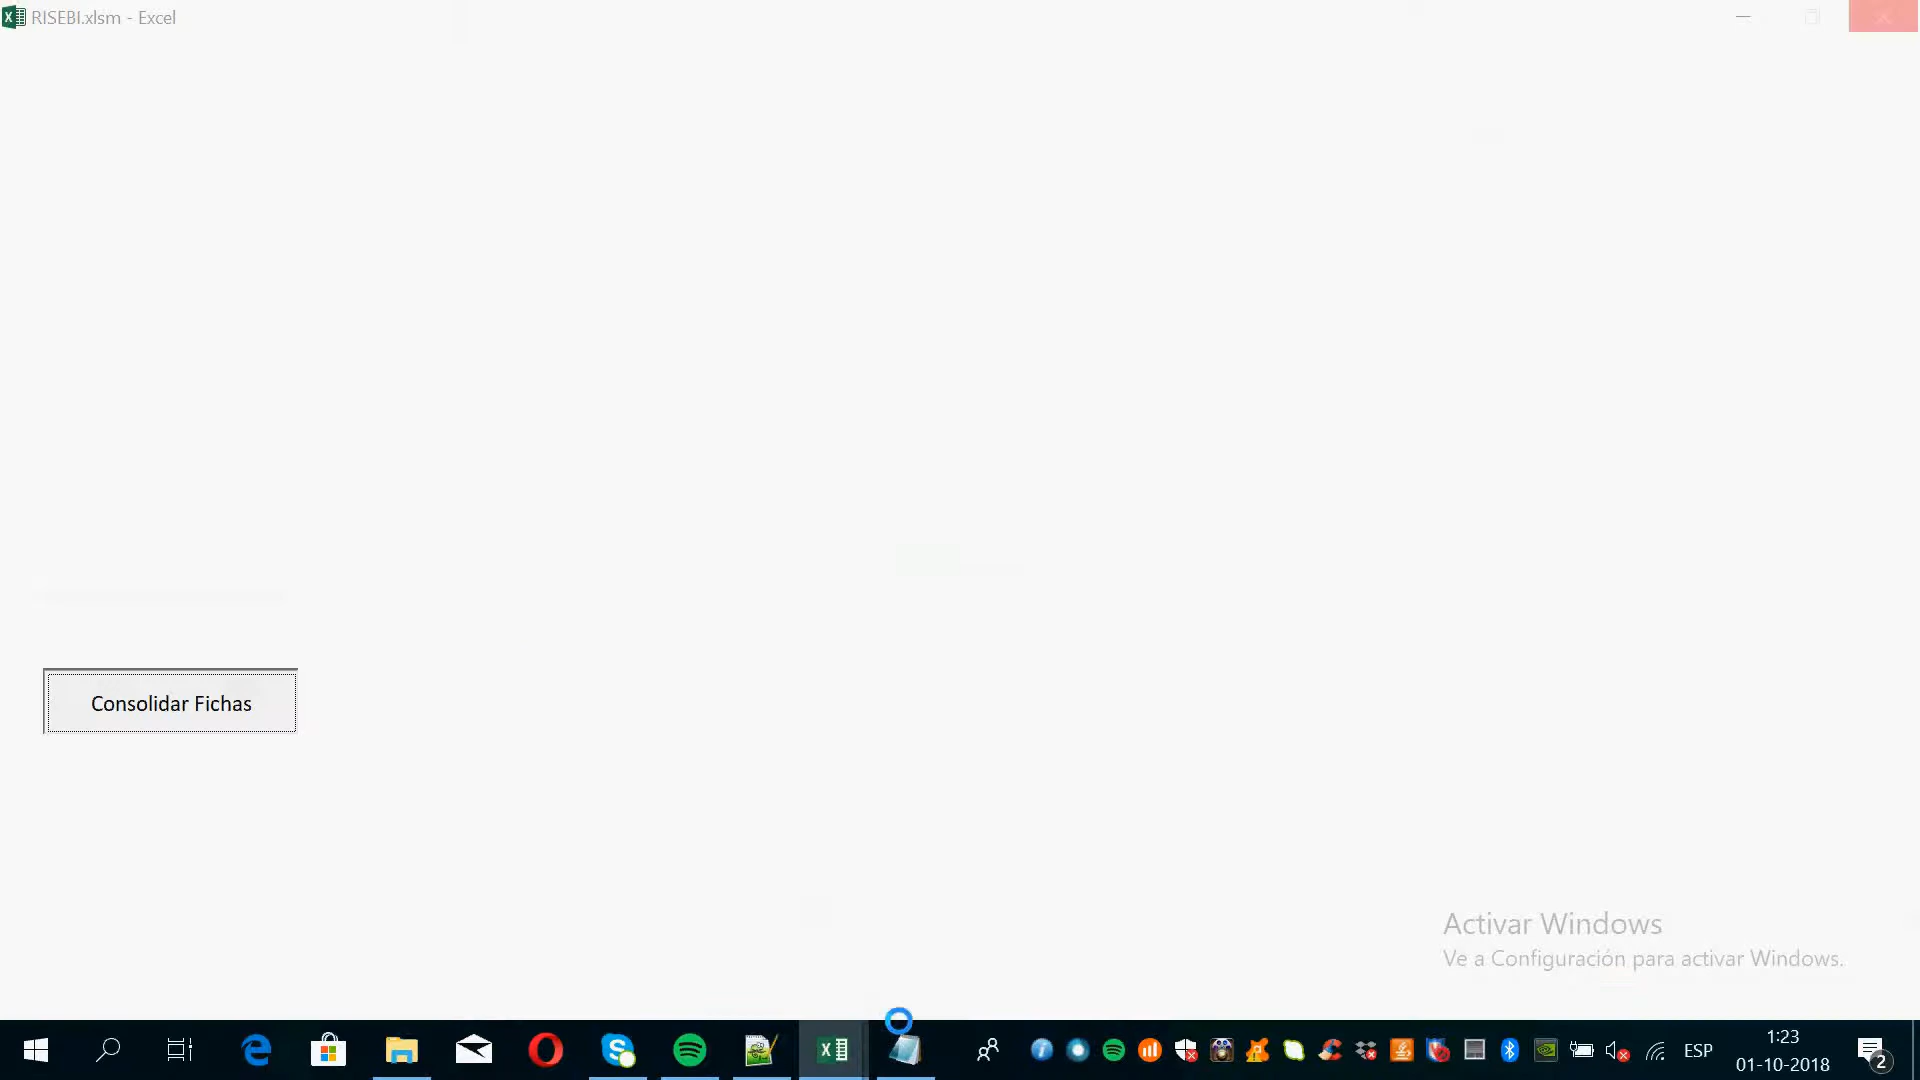 RISEBI.xlsm - Excel
Consolidar Fichas
Activar Windows
Ve a Configuración para activar Windows.
ESP
1:23
01-10-2018
2